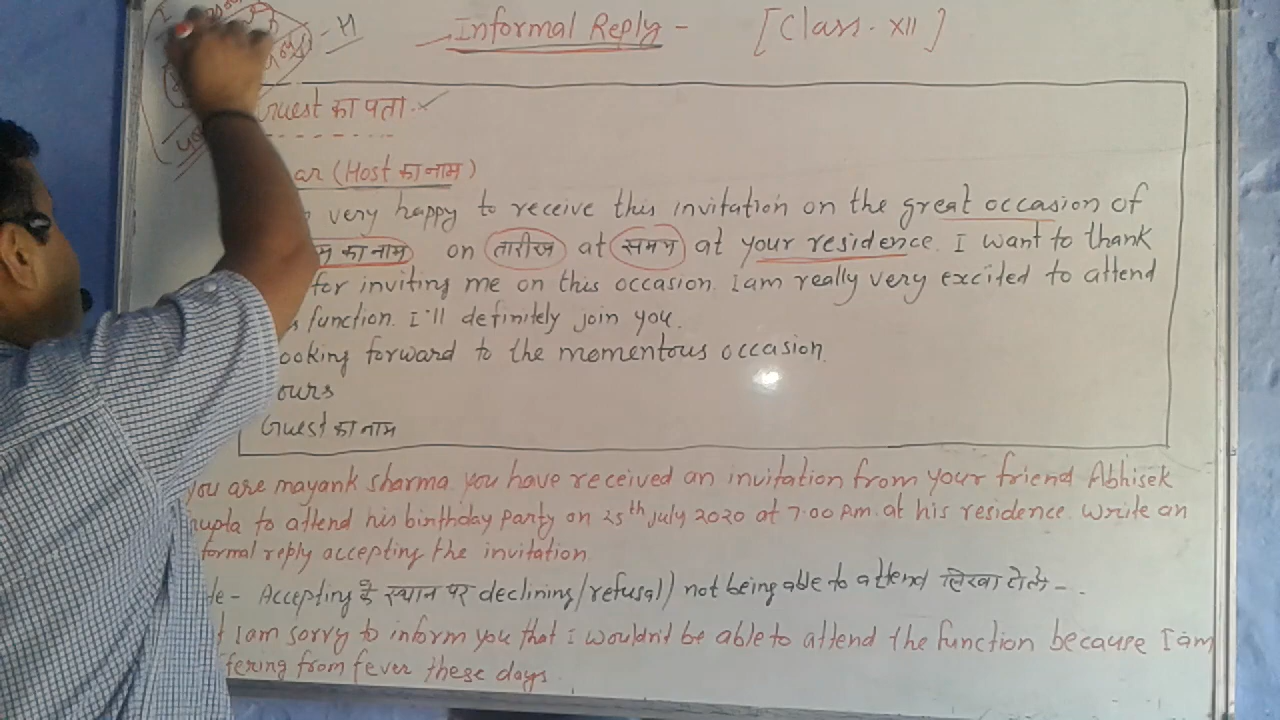 Informal Reply - [Class. XII]
H
Guest का पता.
ar (Host का नाम)
very happy to receive this invitation on the great occasion of
म का नाम on तारीख at समय at your residence. I want to thank
for inviting me on this occasion. I am really very excited to attend
function. I'll definitely join you.
ooking forward to the momentous occasion.
ours
Guest का नाम
you are mayank sharma. you have received an invitation from your friend Abhisek
upta to attend his birthday party on 25th july 2020 at 7:00 p.m. at his residence. Write an
formal reply accepting the invitation.
te - Accepting के स्थान पर declining/refusal) not being able to attend लिखा हो तो - .
I am sorry to inform you that I wouldn't be able to attend the function because I am
fering from fever these days.